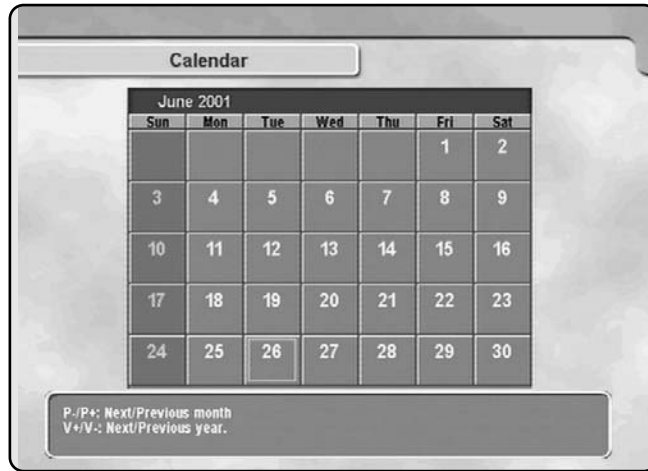 Calendar
June 2001
Sun Mon Tue Wed Thu Fri Sat
1 2
3 4 5 6 7 8 9
10 11 12 13 14 15 16
17 18 19 20 21 22 23
24 25 26 27 28 29 30
P-/P+: Next/Previous month
V+/V-: Next/Previous year.